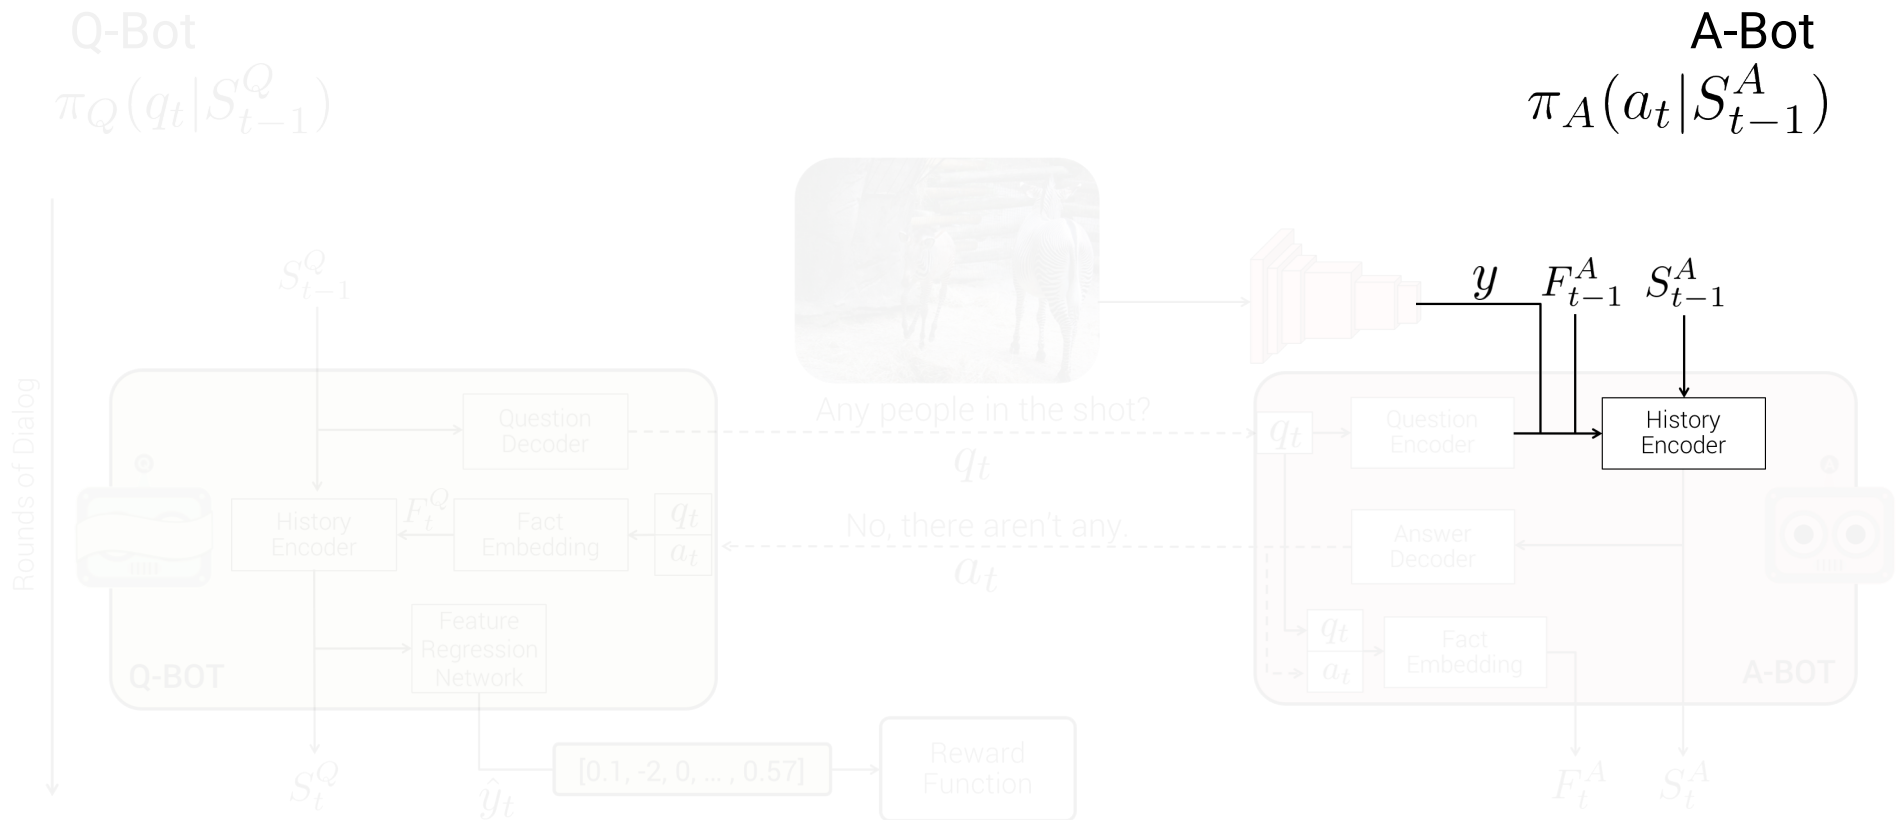 Q-Bot
π_Q(q_t|S^Q_{t-1})
A-Bot
π_A(a_t|S^A_{t-1})
Rounds of Dialog
S^Q_{t-1}
Question
Decoder
History
Encoder
F^Q_t
Fact
Embedding
q_t
a_t
Feature
Regression
Network
Q-BOT
S^Q_t
ŷ_t
[0.1, -2, 0, ... , 0.57]
Reward
Function
Any people in the shot?
q_t
No, there aren't any.
a_t
y
F^A_{t-1}
S^A_{t-1}
q_t
Question
Encoder
History
Encoder
Answer
Decoder
q_t
a_t
Fact
Embedding
A-BOT
F^A_t
S^A_t